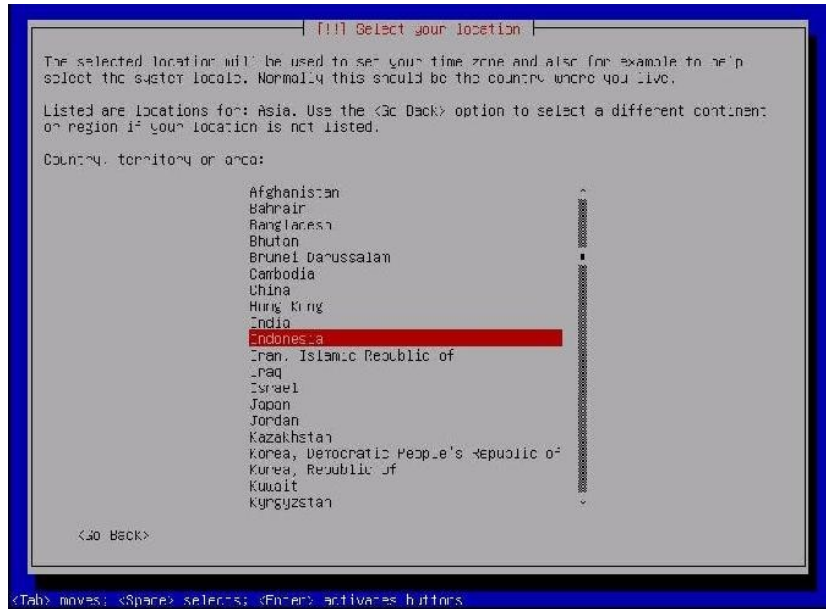 [!!] Select your location
The selected location will be used to set your time zone and also for example to help
select the system locale. Normally this should be the country where you live.
Listed are locations for: Asia. Use the <Go Back> option to select a different continent
or region if your location is not listed.
Country, territory or area:
Afghanistan
Bahrain
Bangladesh
Bhutan
Brunei Darussalam
Cambodia
China
Hong Kong
India
Indonesia
Iran, Islamic Republic of
Iraq
Israel
Japan
Jordan
Kazakhstan
Korea, Democratic People's Republic of
Korea, Republic of
Kuwait
Kyrgyzstan
<Go Back>
<Tab> moves; <Space> selects; <Enter> activates buttons